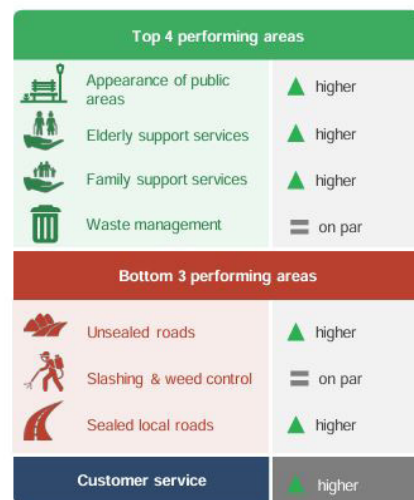 Top 4 performing areas
Appearance of public
areas
higher
Elderly support services
higher
Family support services
higher
Waste management
on par
Bottom 3 performing areas
Unsealed roads
higher
Slashing & weed control
on par
Sealed local roads
higher
Customer service
higher